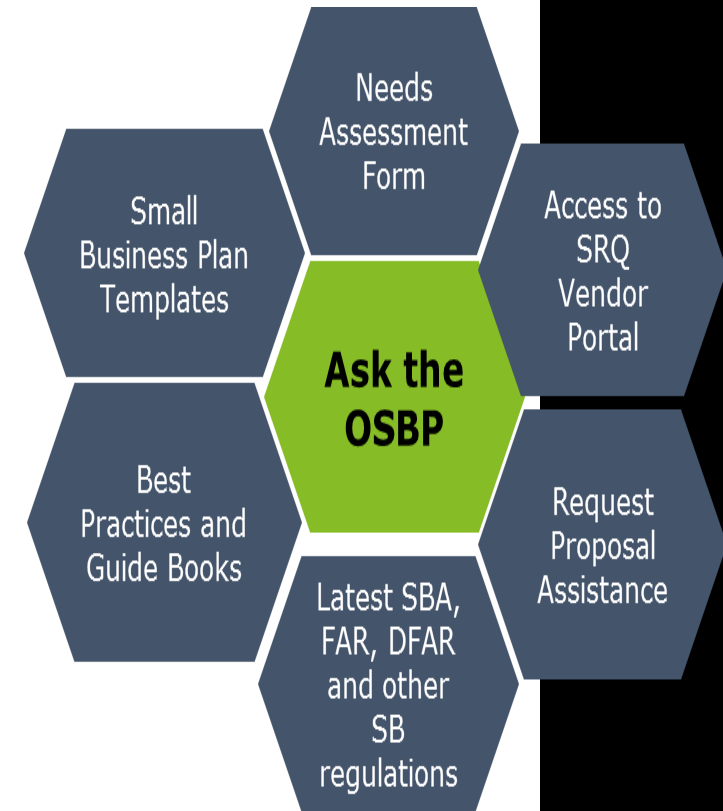 Needs
Assessment
Form
Small
Business Plan
Templates
Access to
SRQ
Vendor
Portal
Ask the
OSBP
Best
Practices and
Guide Books
Request
Proposal
Assistance
Latest SBA,
FAR, DFAR
and other
SB
regulations